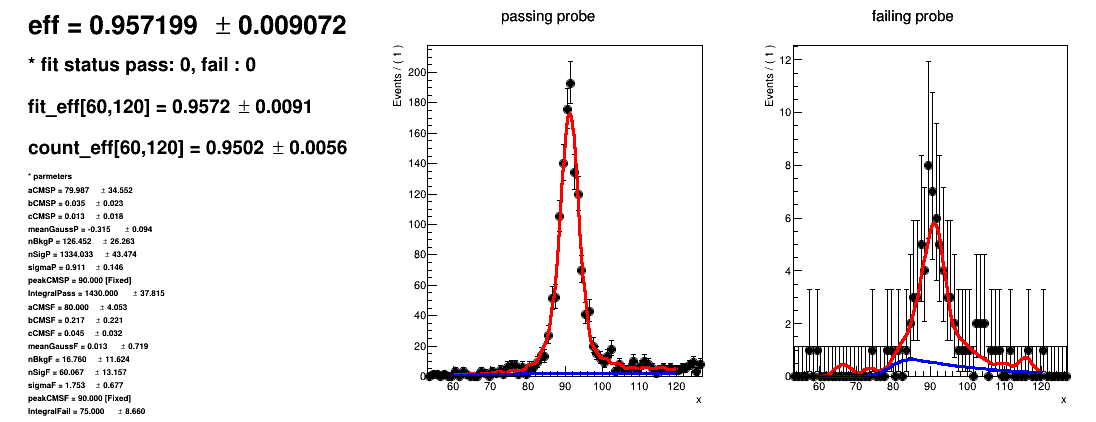 eff = 0.957199 ± 0.009072
* fit status pass: 0, fail : 0
fit_eff[60,120] = 0.9572 ± 0.0091
count_eff[60,120] = 0.9502 ± 0.0056
* parmeters
aCMSP = 79.987 ± 34.552
bCMSP = 0.035 ± 0.023
cCMSP = 0.013 ± 0.018
meanGaussP = -0.315 ± 0.094
nBkgP = 126.452 ± 26.263
nSigP = 1334.033 ± 43.474
sigmaP = 0.911 ± 0.146
peakCMSP = 90.000 [Fixed]
IntegralPass = 1430.000 ± 37.815
aCMSF = 80.000 ± 4.053
bCMSF = 0.217 ± 0.221
cCMSF = 0.045 ± 0.032
meanGaussF = 0.013 ± 0.719
nBkgF = 16.760 ± 11.624
nSigF = 60.067 ± 13.157
sigmaF = 1.753 ± 0.677
peakCMSF = 90.000 [Fixed]
IntegralFail = 75.000 ± 8.660
passing probe
Events / ( 1 )
200
180
160
140
120
100
80
60
40
20
0
60 70 80 90 100 110 120
x
failing probe
Events / ( 1 )
12
10
8
6
4
2
0
60 70 80 90 100 110 120
x